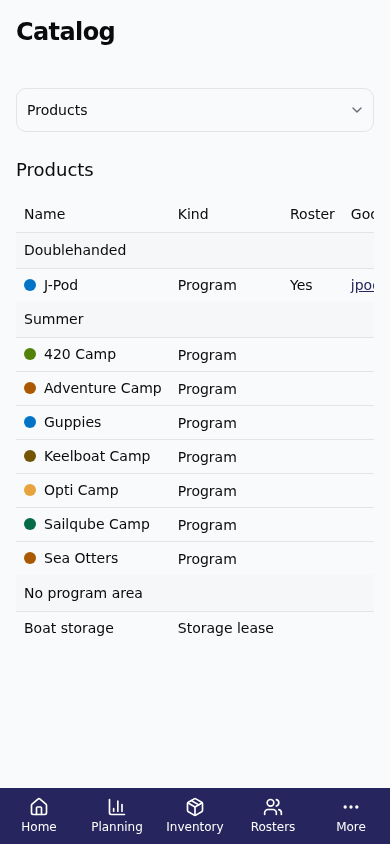 Catalog
Products
Products
Name Kind Roster
Doublehanded
J-Pod Program Yes
Summer
420 Camp Program
Adventure Camp Program
Guppies Program
Keelboat Camp Program
Opti Camp Program
Sailqube Camp Program
Sea Otters Program
No program area
Boat storage Storage lease
Home Planning Inventory Rosters More